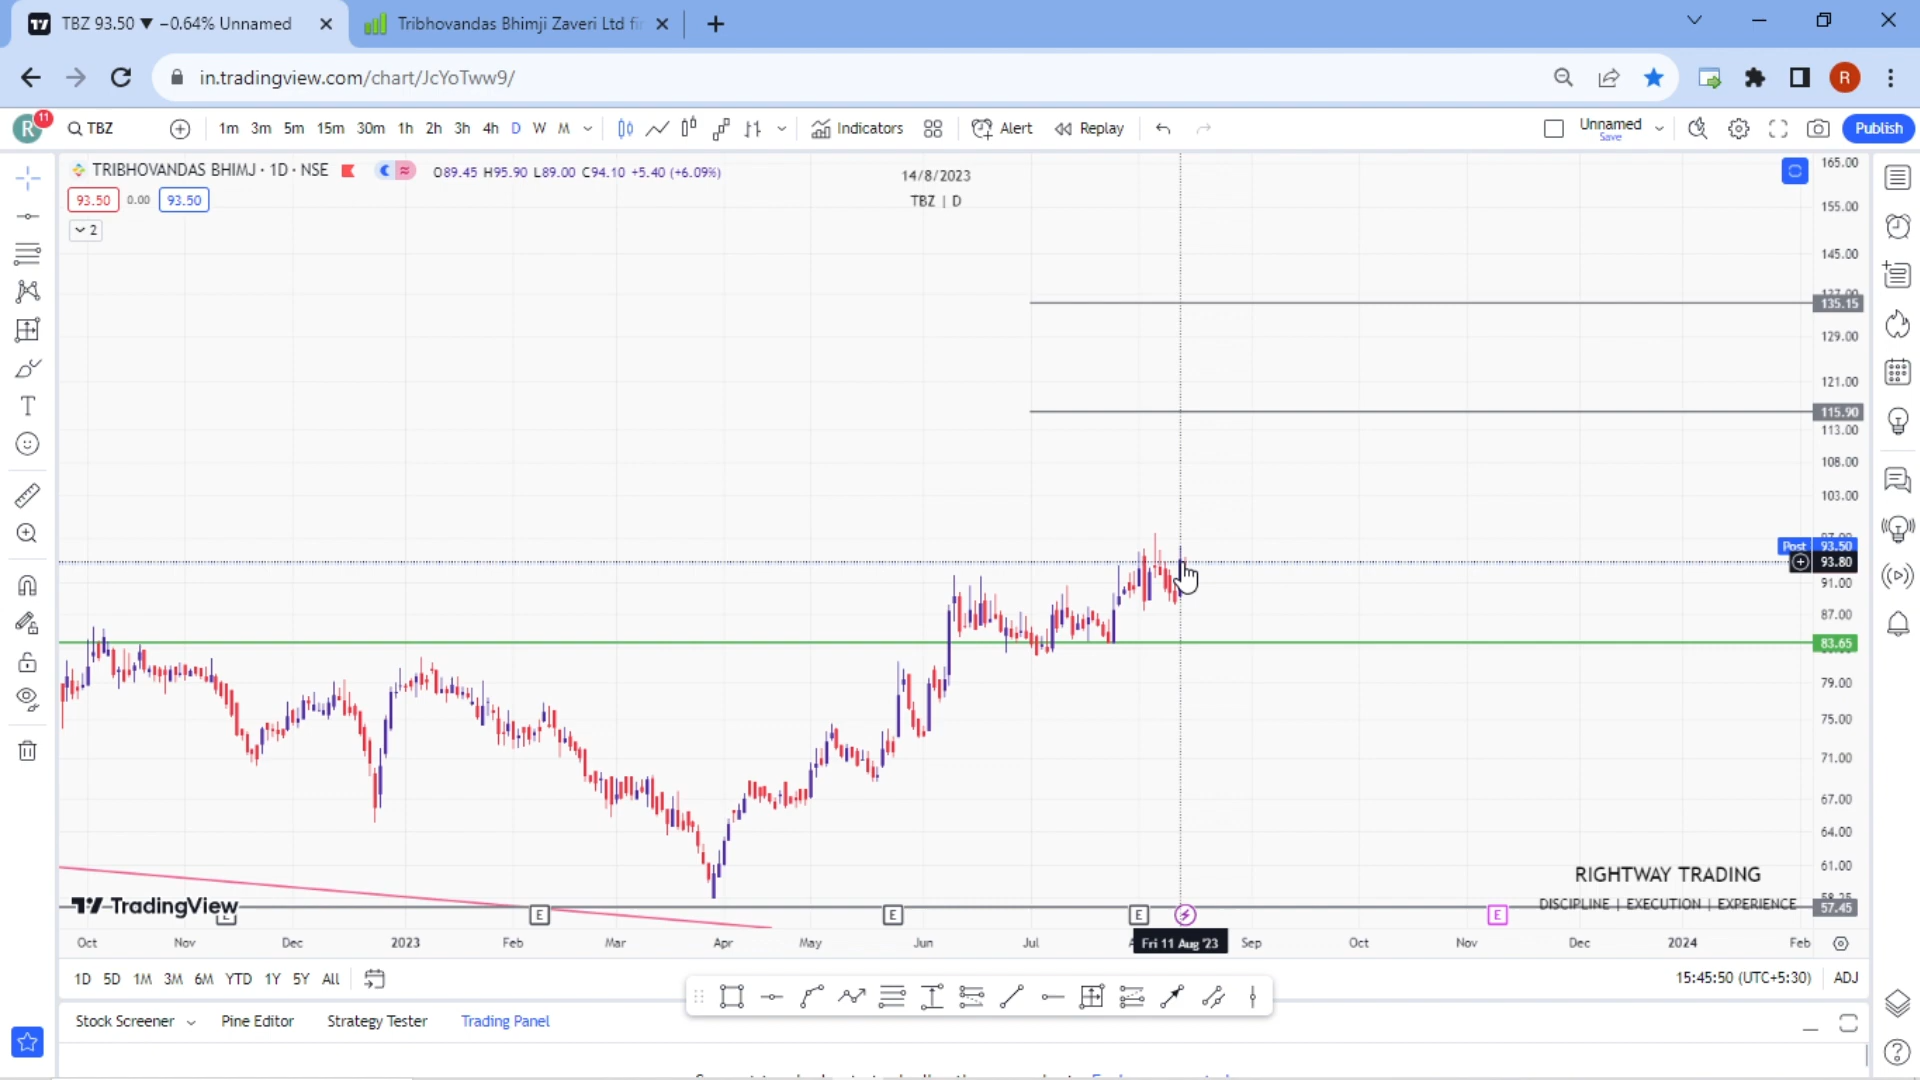 TBZ 93.50 ▼ −0.64% Unnamed
Tribhovandas Bhimji Zaveri Ltd fi
in.tradingview.com/chart/JcYoTww9/
R
R 11
TBZ
1m 3m 5m 15m 30m 1h 2h 3h 4h D W M
Indicators
Alert
Replay
Unnamed
Save
Publish
TRIBHOVANDAS BHIMJ · 1D · NSE
O89.45 H95.90 L89.00 C94.10 +5.40 (+6.09%)
93.50 0.00 93.50
2
14/8/2023
TBZ | D
165.00
155.00
145.00
135.15
129.00
121.00
115.90
113.00
108.00
103.00
Post 93.50
93.80
91.00
87.00
83.65
79.00
75.00
71.00
67.00
64.00
61.00
57.45
RIGHTWAY TRADING
DISCIPLINE | EXECUTION | EXPERIENCE
TradingView
E E E E E
Oct Nov Dec 2023 Feb Mar Apr May Jun Jul Fri 11 Aug '23 Sep Oct Nov Dec 2024 Feb
1D 5D 1M 3M 6M YTD 1Y 5Y All
15:45:50 (UTC+5:30) ADJ
Stock Screener Pine Editor Strategy Tester Trading Panel